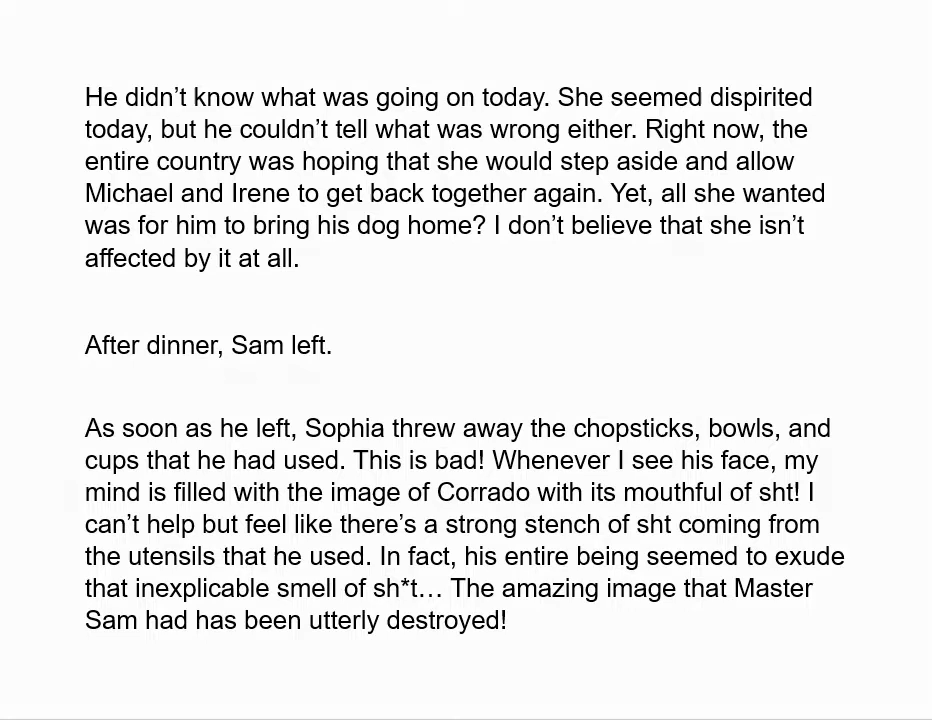 He didn’t know what was going on today. She seemed dispirited
today, but he couldn’t tell what was wrong either. Right now, the
entire country was hoping that she would step aside and allow
Michael and Irene to get back together again. Yet, all she wanted
was for him to bring his dog home? I don’t believe that she isn’t
affected by it at all.
After dinner, Sam left.
As soon as he left, Sophia threw away the chopsticks, bowls, and
cups that he had used. This is bad! Whenever I see his face, my
mind is filled with the image of Corrado with its mouthful of sht! I
can’t help but feel like there’s a strong stench of sht coming from
the utensils that he used. In fact, his entire being seemed to exude
that inexplicable smell of sh*t… The amazing image that Master
Sam had has been utterly destroyed!